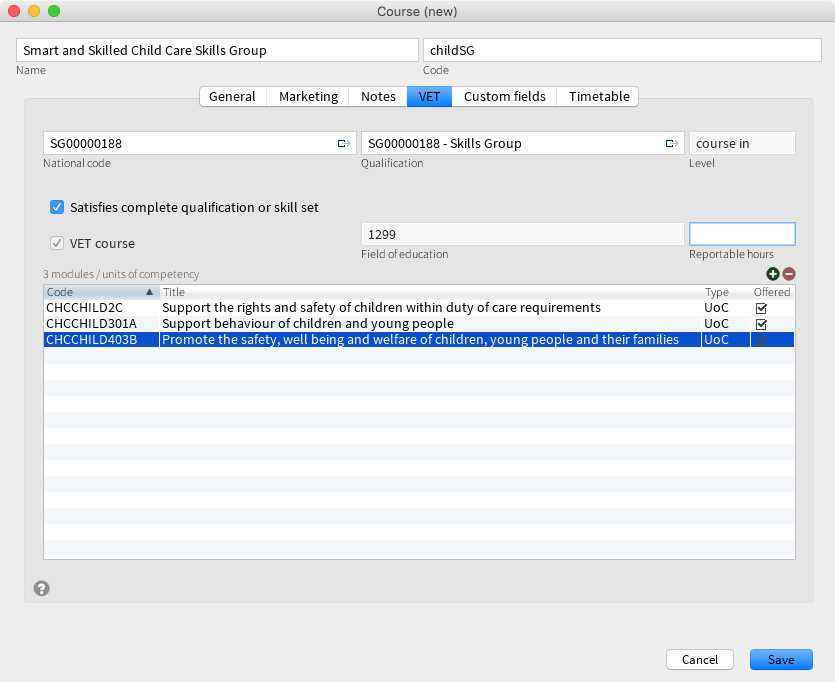 Course (new)
Smart and Skilled Child Care Skills Group childSG
Name Code
General Marketing Notes VET Custom fields Timetable
SG00000188 SG00000188 - Skills Group course in
National code Qualification Level
Satisfies complete qualification or skill set
VET course 1299
Field of education Reportable hours
3 modules / units of competency
Code Title Type Offered
CHCCHILD2C Support the rights and safety of children within duty of care requirements UoC
CHCCHILD301A Support behaviour of children and young people UoC
CHCCHILD403B Promote the safety, well being and welfare of children, young people and their families UoC
?
Cancel Save